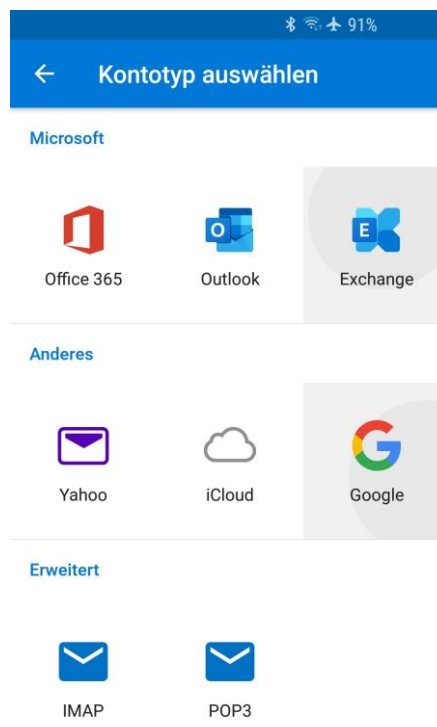 91%
Kontotyp auswählen
Microsoft
Office 365
Outlook
Exchange
Anderes
Yahoo
iCloud
Google
Erweitert
IMAP
POP3